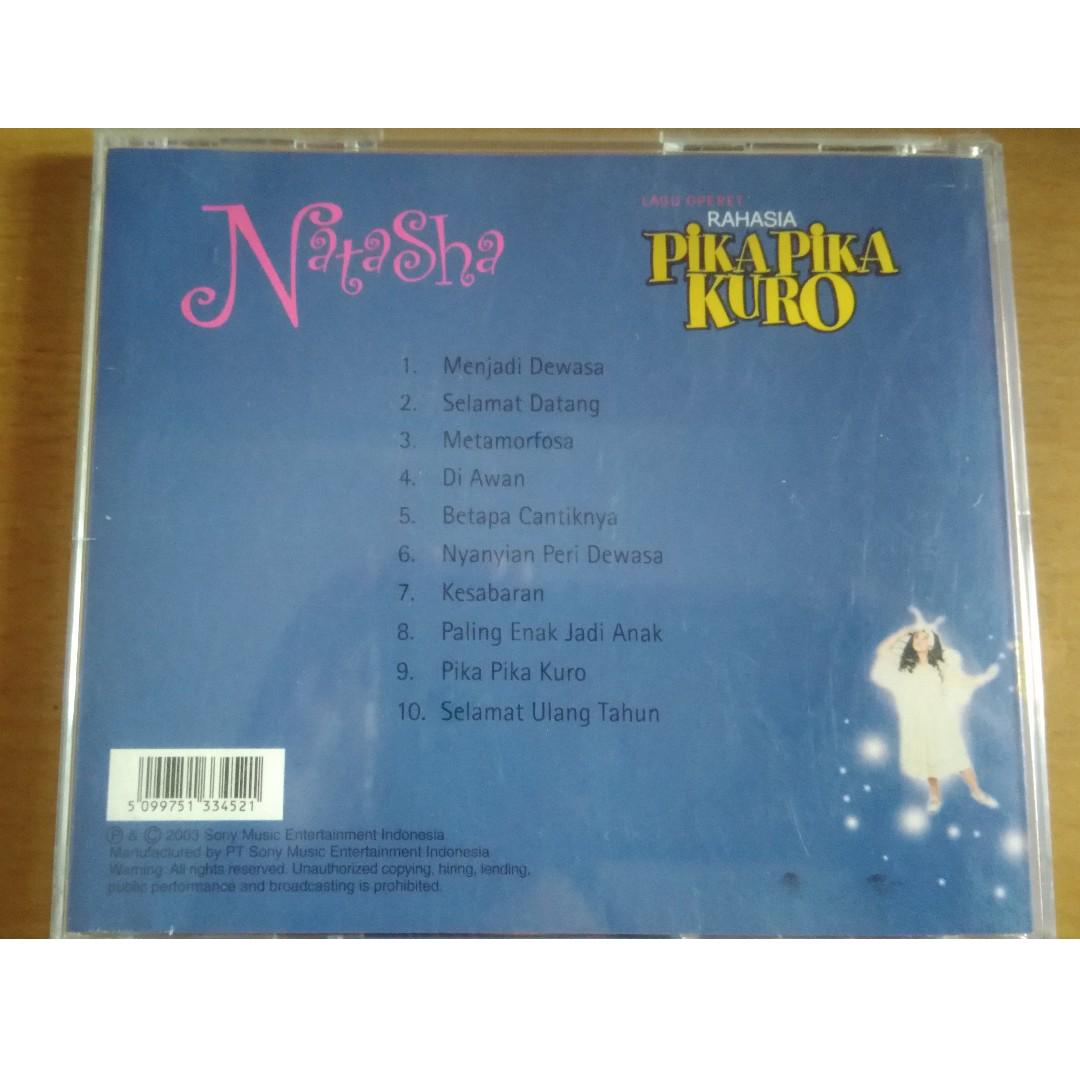 Natasha
LAGU OPERET
RAHASIA
PiKA PiKA
KURO
1. Menjadi Dewasa
2. Selamat Datang
3. Metamorfosa
4. Di Awan
5. Betapa Cantiknya
6. Nyanyian Peri Dewasa
7. Kesabaran
8. Paling Enak Jadi Anak
9. Pika Pika Kuro
10. Selamat Ulang Tahun
5 099751 334521
℗ & © 2003 Sony Music Entertainment Indonesia
Manufactured by PT Sony Music Entertainment Indonesia
Warning: All rights reserved. Unauthorized copying, hiring, lending,
public performance and broadcasting is prohibited.